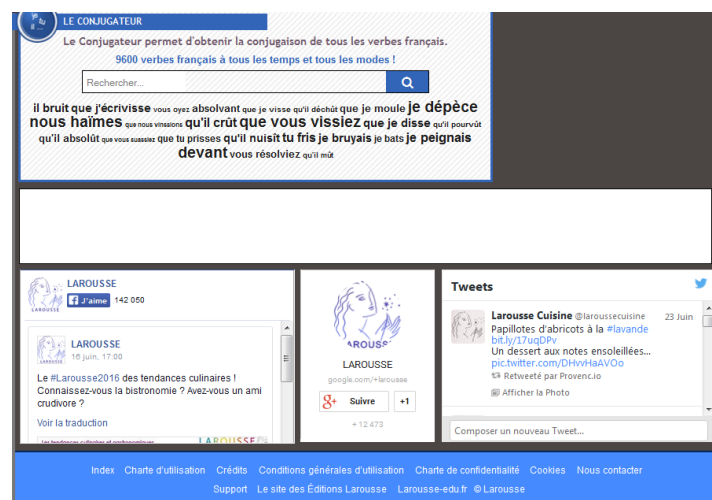 LE CONJUGATEUR
Le Conjugateur permet d'obtenir la conjugaison de tous les verbes français.
9600 verbes français à tous les temps et tous les modes !
Rechercher...
il bruit que j'écrivisse vous oyez absolvant que je visse qu'il déchût que je moule je dépèce
nous haïmes que nous vinssions qu'il crût que vous vissiez que je disse qu'il pourvût
qu'il absolût que vous suassiez que tu prisses qu'il nuisît tu fris je bruyais je bats je peignais
devant vous résolviez qu'il mût
LAROUSSE
J'aime 142 050
LAROUSSE
LAROUSSE
16 juin, 17:00
Le #Larousse2016 des tendances culinaires !
Connaissez-vous la bistronomie ? Avez-vous un ami
crudivore ?
Voir la traduction
Les tendances culinaires et gastronomiques
LAROUSSE
LAROUSSE
google.com/+larousse
g+ Suivre +1
+ 12 473
Tweets
Larousse Cuisine @laroussecuisine 23 Juin
Papillotes d'abricots à la #lavande
bit.ly/17uqDPv
Un dessert aux notes ensoleillées...
pic.twitter.com/DHvvHaAVOo
Retweeté par Provenc.io
Afficher la Photo
Composer un nouveau Tweet...
Index Charte d'utilisation Crédits Conditions générales d'utilisation Charte de confidentialité Cookies Nous contacter
Support Le site des Éditions Larousse Larousse-edu.fr © Larousse